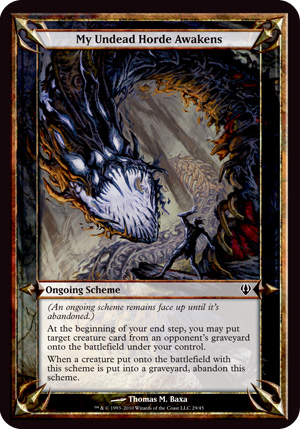 My Undead Horde Awakens
Ongoing Scheme
(An ongoing scheme remains face up until it's
abandoned.)
At the beginning of your end step, you may put
target creature card from an opponent's graveyard
onto the battlefield under your control.
When a creature put onto the battlefield with
this scheme is put into a graveyard, abandon this
scheme.
Thomas M. Baxa
™ & © 1993–2010 Wizards of the Coast LLC 29/45